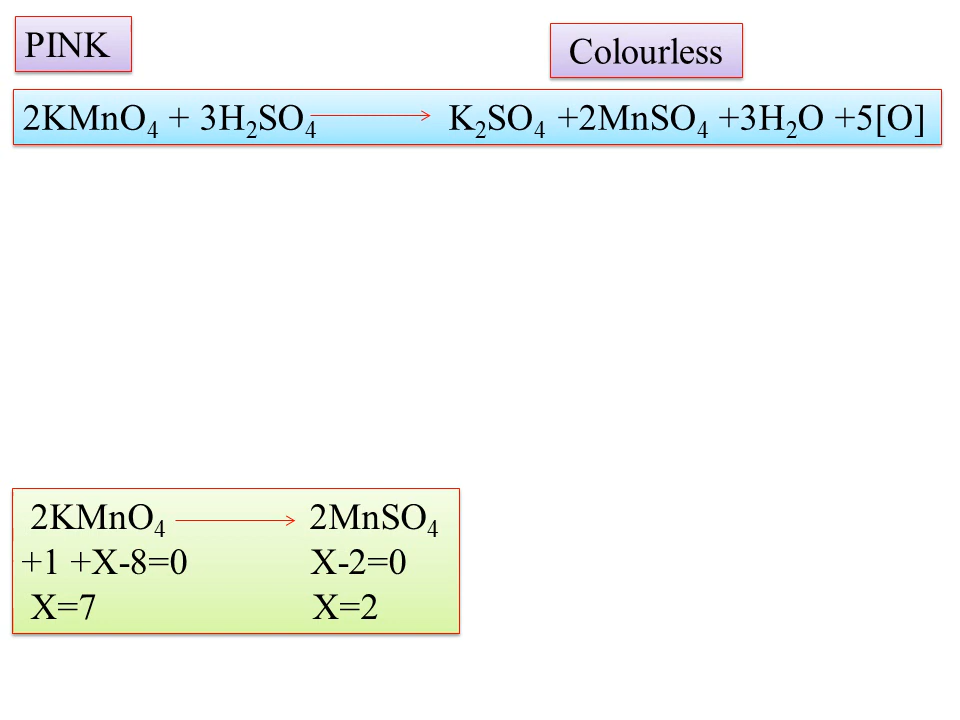 PINK
Colourless
2KMnO₄ + 3H₂SO₄ → K₂SO₄ +2MnSO₄ +3H₂O +5[O]
2KMnO₄ → 2MnSO₄
+1 +X-8=0 X-2=0
X=7 X=2